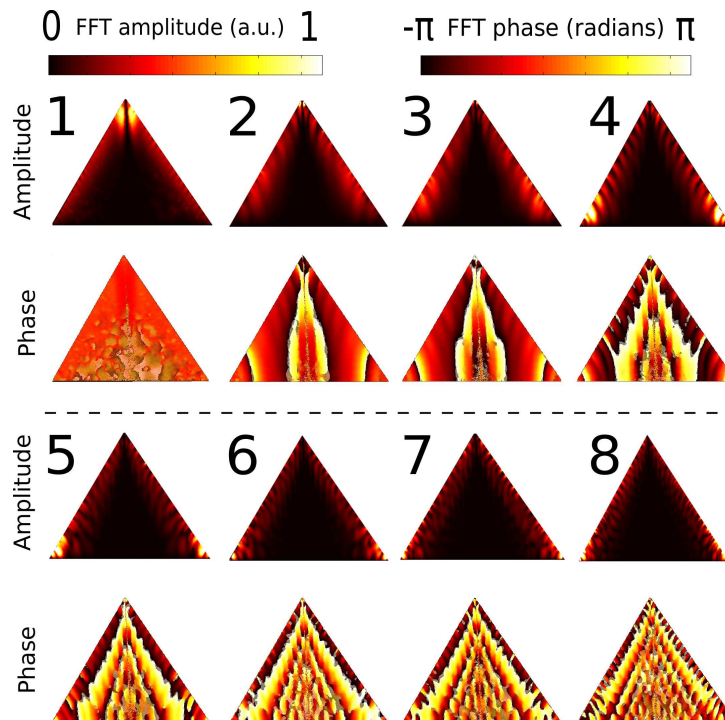 0 FFT amplitude (a.u.) 1
-π FFT phase (radians) π
Amplitude
1 2 3 4
Phase
Amplitude
5 6 7 8
Phase